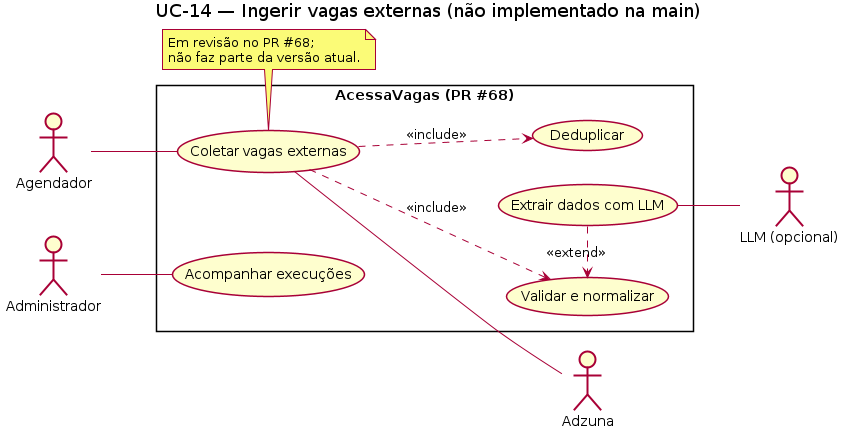 UC-14 — Ingerir vagas externas (não implementado na main)
Em revisão no PR #68;
não faz parte da versão atual.
AcessaVagas (PR #68)
Agendador
Coletar vagas externas
«include»
Deduplicar
«include»
Extrair dados com LLM
LLM (opcional)
«extend»
Administrador
Acompanhar execuções
Validar e normalizar
Adzuna